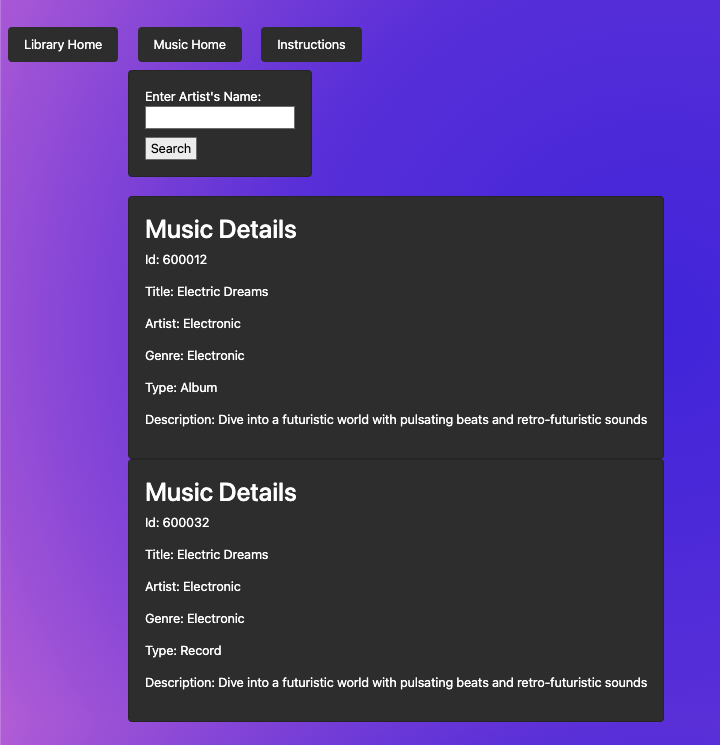 Library Home Music Home Instructions
Enter Artist's Name:
Search
Music Details
Id: 600012
Title: Electric Dreams
Artist: Electronic
Genre: Electronic
Type: Album
Description: Dive into a futuristic world with pulsating beats and retro-futuristic sounds
Music Details
Id: 600032
Title: Electric Dreams
Artist: Electronic
Genre: Electronic
Type: Record
Description: Dive into a futuristic world with pulsating beats and retro-futuristic sounds